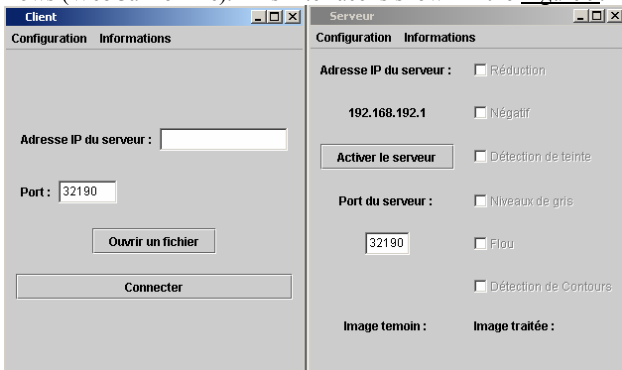 Client
Configuration Informations
Adresse IP du serveur :
Port : 32190
Ouvrir un fichier
Connecter
Serveur
Configuration Informations
Adresse IP du serveur :
192.168.192.1
Activer le serveur
Port du serveur :
32190
Réduction
Négatif
Détection de teinte
Niveaux de gris
Flou
Détection de Contours
Image temoin :
Image traitée :